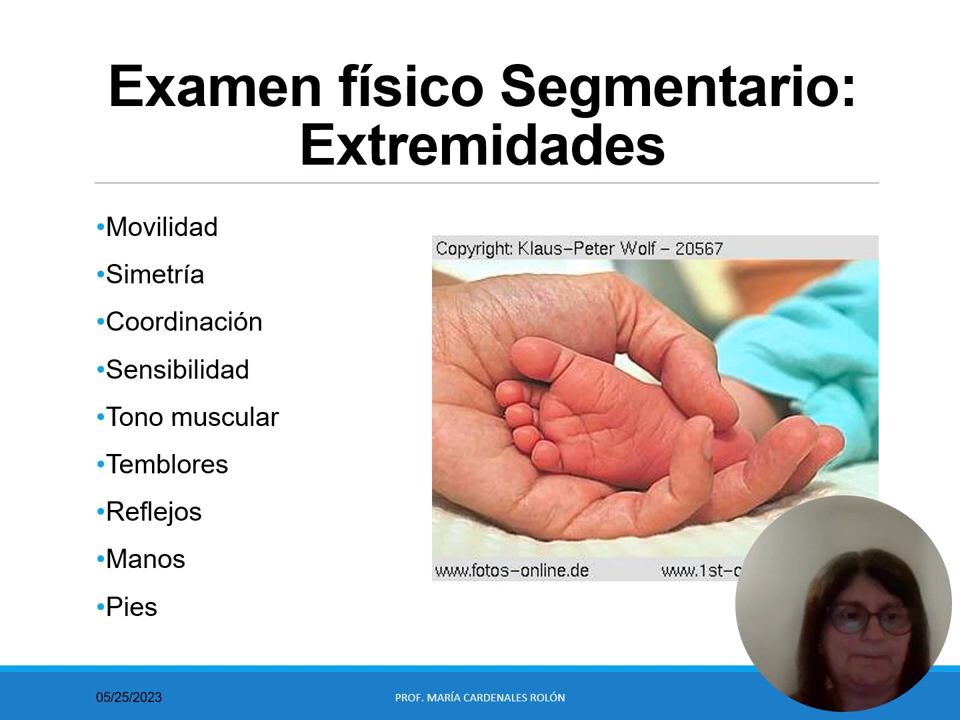 Examen físico Segmentario:
Extremidades
•Movilidad
•Simetría
•Coordinación
•Sensibilidad
•Tono muscular
•Temblores
•Reflejos
•Manos
•Pies
Copyright: Klaus-Peter Wolf - 20567
www.fotos-online.de
05/25/2023
PROF. MARÍA CARDENALES ROLÓN